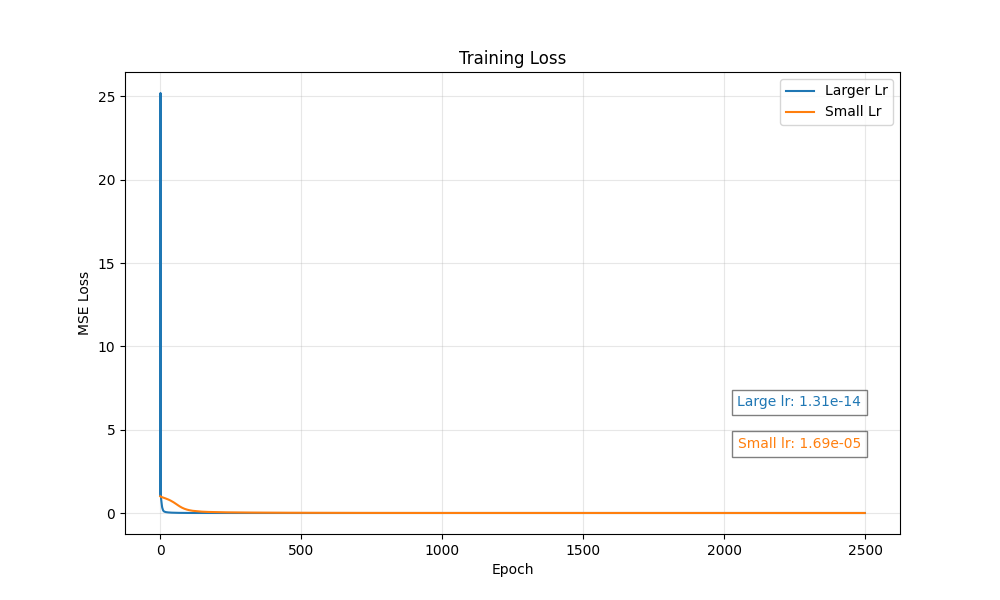 Training Loss
Larger Lr
Small Lr
MSE Loss
25
20
15
10
5
0
Large lr: 1.31e-14
Small lr: 1.69e-05
0 500 1000 1500 2000 2500
Epoch